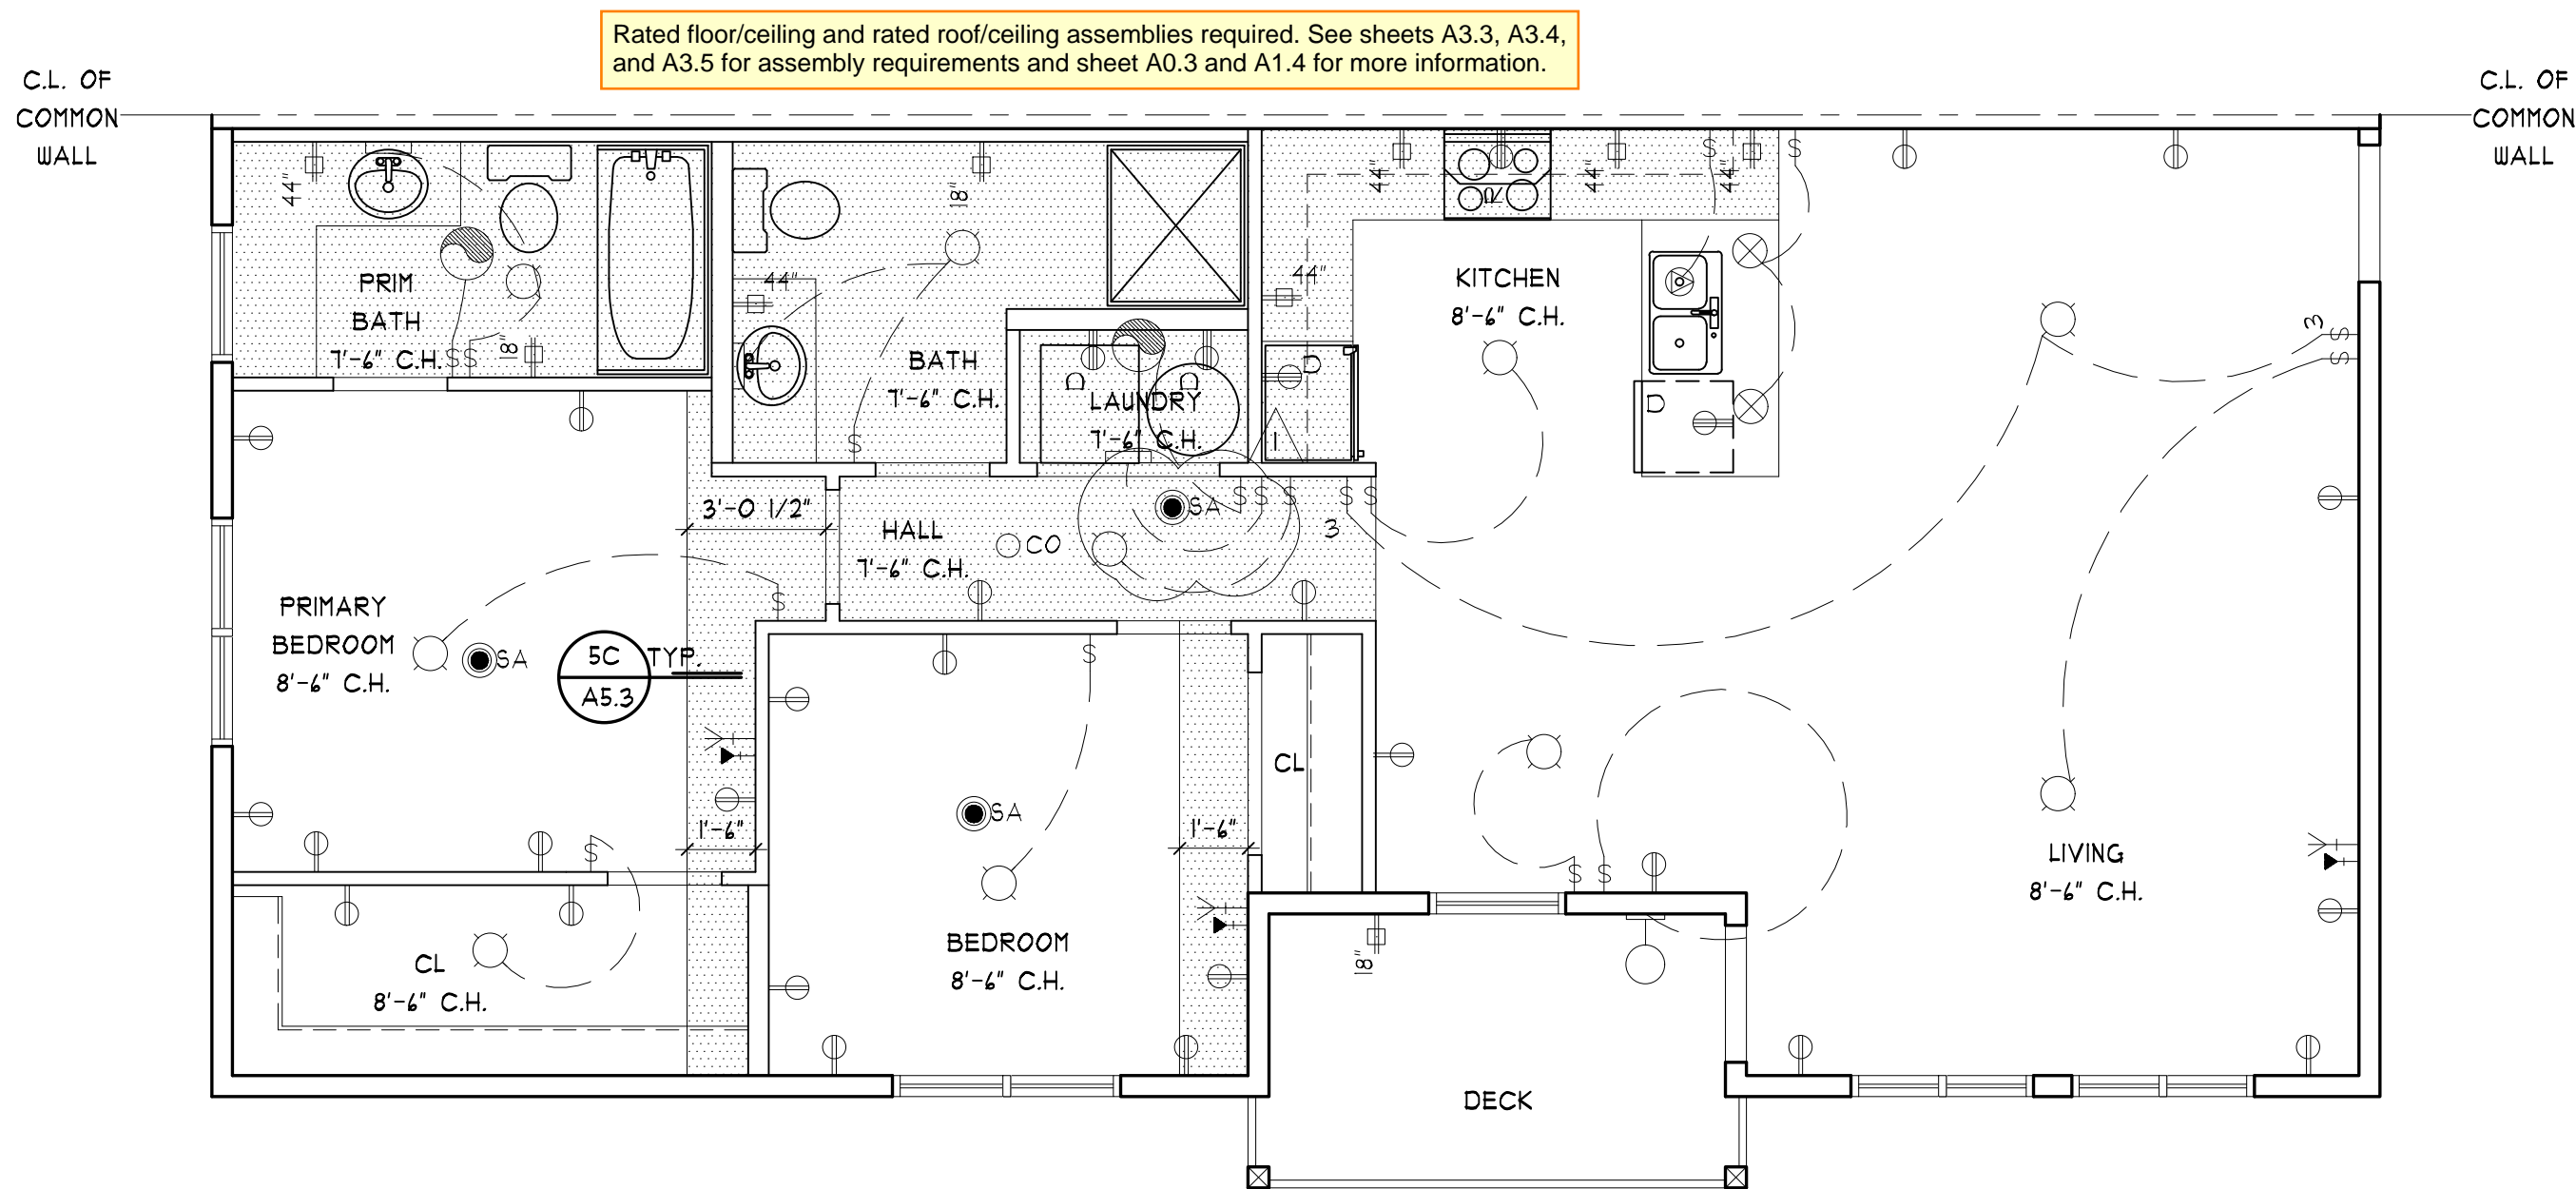 Rated floor/ceiling and rated roof/ceiling assemblies required. See sheets A3.3, A3.4,
and A3.5 for assembly requirements and sheet A0.3 and A1.4 for more information.
C.L. OF
COMMON
WALL
C.L. OF
COMMON
WALL
44"
18"
44"
44"
44"
S
S
R
PRIM
BATH
7'-6" C.H.
S S
18"
44"
44"
KITCHEN
8'-6" C.H.
3
S
S
BATH
7'-6" C.H.
S
D
D
LAUNDRY
7'-6" C.H.
D
D
3'-0 1/2"
HALL
7'-6" C.H.
CO
SA
S S S
S S
3
PRIMARY
BEDROOM
8'-6" C.H.
SA
S
5C
A5.3
TYP.
S
SA
CL
1'-6"
1'-6"
S
S S
LIVING
8'-6" C.H.
CL
8'-6" C.H.
BEDROOM
8'-6" C.H.
18"
DECK